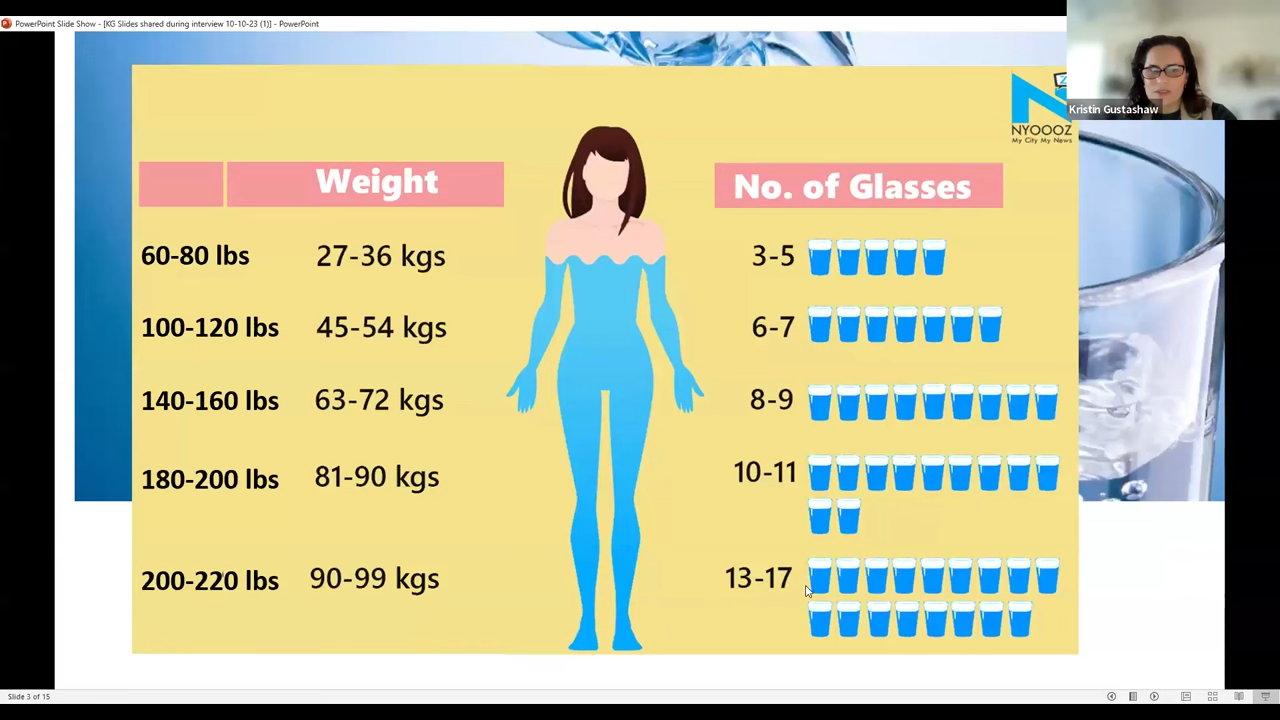 PowerPoint Slide Show - [KG Slides shared during interview 10-10-23 (1)] - PowerPoint
Kristin Gustashaw
Z
N
NYOOOZ
My City My News
Weight
No. of Glasses
60-80 lbs 27-36 kgs 3-5
100-120 lbs 45-54 kgs 6-7
140-160 lbs 63-72 kgs 8-9
180-200 lbs 81-90 kgs 10-11
200-220 lbs 90-99 kgs 13-17
Slide 3 of 15